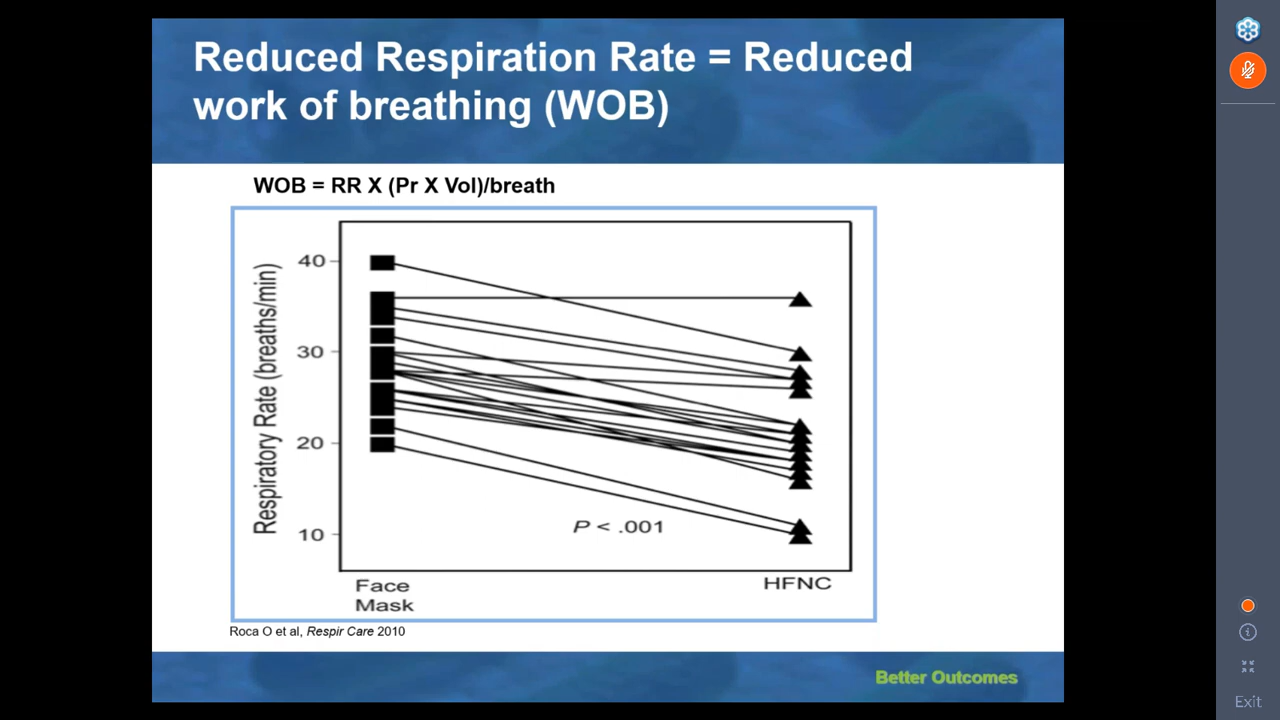 Reduced Respiration Rate = Reduced
work of breathing (WOB)
WOB = RR X (Pr X Vol)/breath
Respiratory Rate (breaths/min)
40
30
20
10
P < .001
Face
Mask
HFNC
Roca O et al, Respir Care 2010
Better Outcomes
Exit